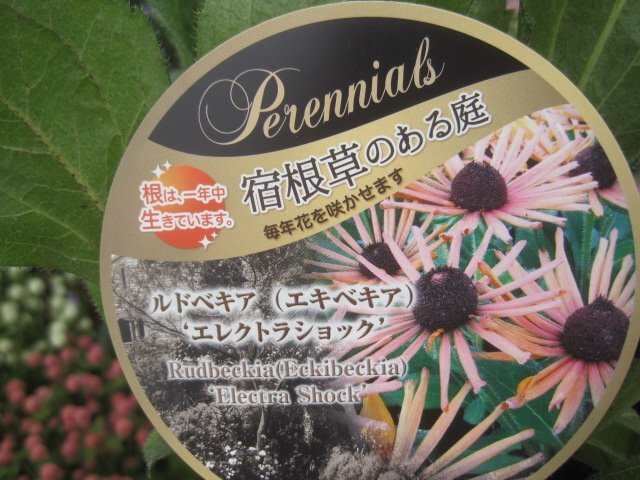 Perennials
宿根草のある庭
毎年花を咲かせます
根は、一年中
生きています。
ルドベキア （エキベキア）
‘エレクトラショック’
Rudbeckia(Eckibeckia)
‘Electra Shock’